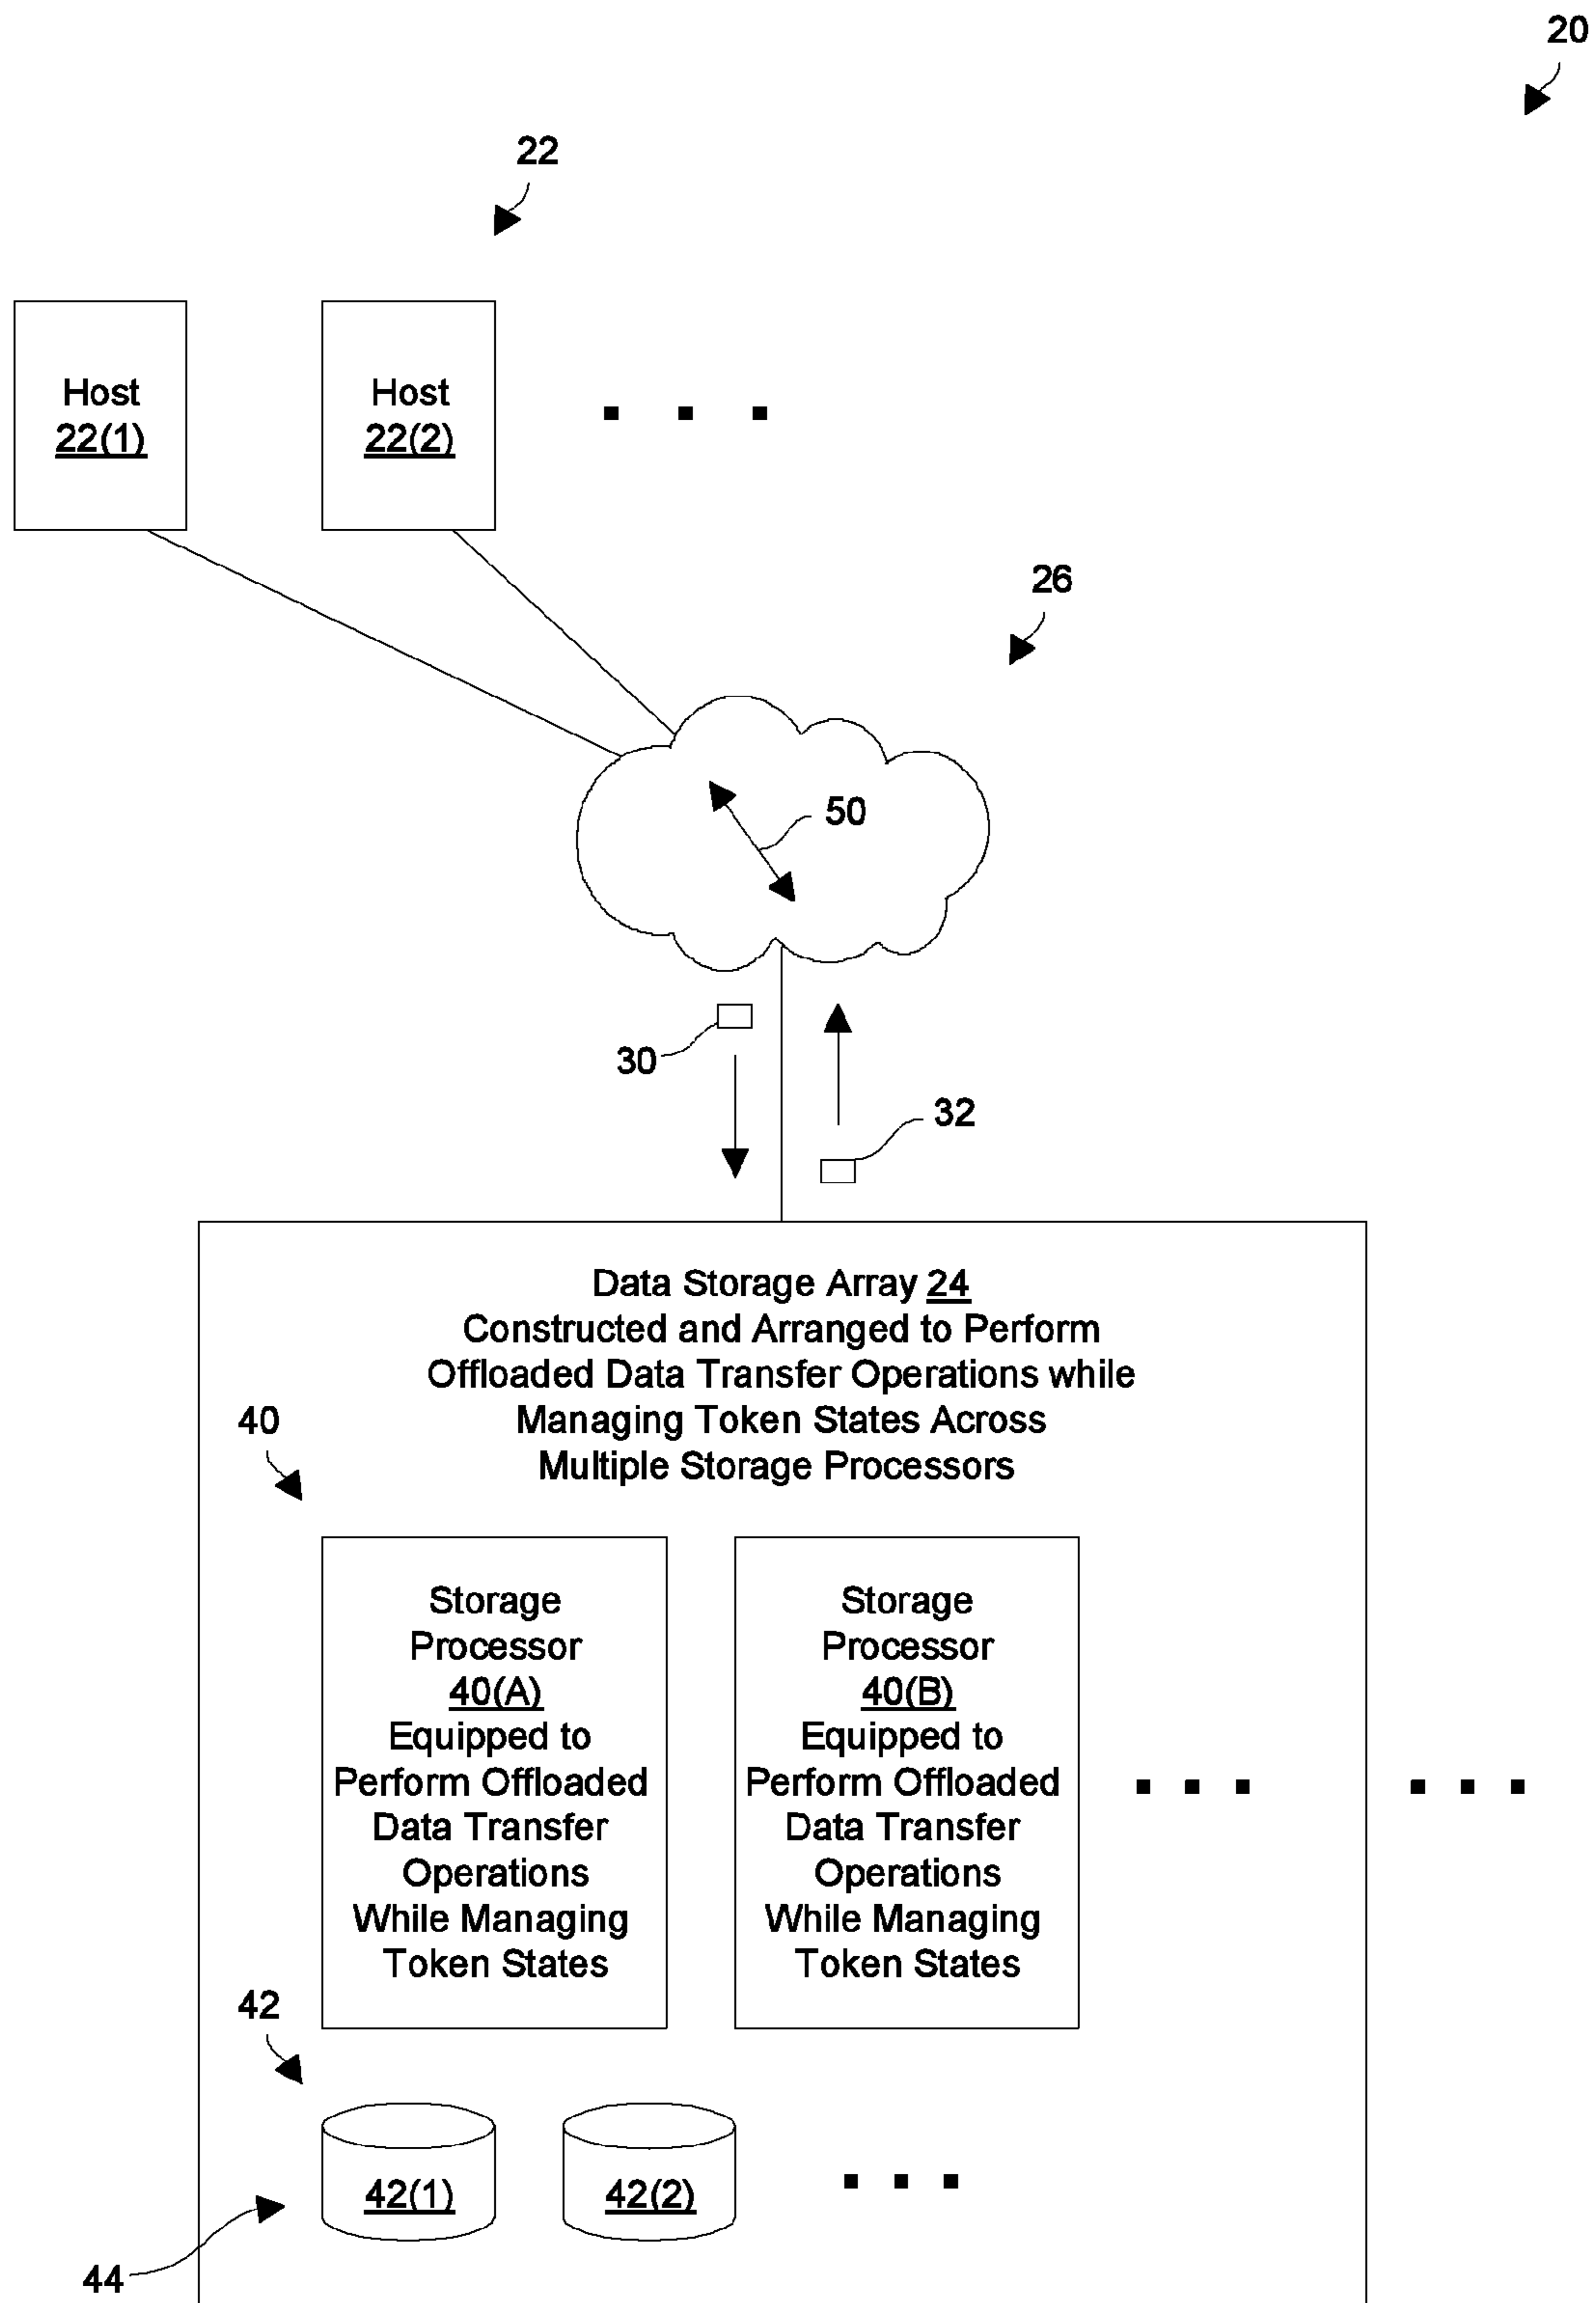 20
22
Host
22(1)
Host
22(2)
26
50
30
32
Data Storage Array 24
Constructed and Arranged to Perform
Offloaded Data Transfer Operations while
Managing Token States Across
Multiple Storage Processors
40
Storage
Processor
40(A)
Equipped to
Perform Offloaded
Data Transfer
Operations
While Managing
Token States
Storage
Processor
40(B)
Equipped to
Perform Offloaded
Data Transfer
Operations
While Managing
Token States
42
42(1)
42(2)
44